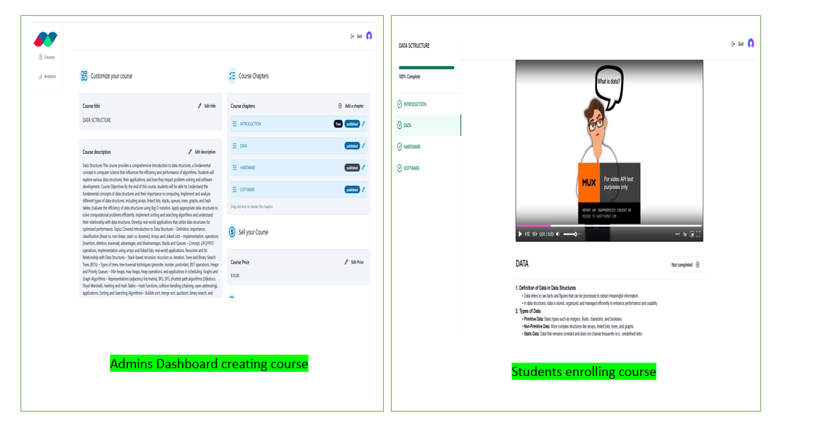 Exit
Courses
Analytics
Customize your course
Course title
Edit title
DATA SCTRUCTURE
Course description
Edit description
Data Structures: This course provides a comprehensive introduction to data structures, a fundamental
concept in computer science that influences the efficiency and performance of algorithms. Students will
explore various data structures, their applications, and how they impact problem solving and software
development. Course Objectives By the end of this course, students will be able to: Understand the
fundamental concepts of data structures and their importance in computing. Implement and analyze
different types of data structures, including arrays, linked lists, stacks, queues, trees, graphs, and hash
tables. Evaluate the efficiency of data structures using Big O notation. Apply appropriate data structures to
solve computational problems efficiently. Implement sorting and searching algorithms and understand
their relationship with data structures. Develop real-world applications that utilize data structures for
optimized performance. Topics Covered Introduction to Data Structures – Definition, importance,
classification (linear vs. non-linear, static vs. dynamic). Arrays and Linked Lists – Implementation, operations
(insertion, deletion, traversal), advantages, and disadvantages. Stacks and Queues – Concept, LIFO/FIFO
operations, implementation using arrays and linked lists, real-world applications. Recursion and Its
Relationship with Data Structures – Stack-based recursion, recursion vs. iteration. Trees and Binary Search
Trees (BSTs) – Types of trees, tree traversal techniques (preorder, inorder, postorder), BST operations. Heaps
and Priority Queues – Min-heaps, max-heaps, heap operations, and applications in scheduling. Graphs and
Graph Algorithms – Representations (adjacency list/matrix), BFS, DFS, shortest path algorithms (Dijkstra's,
Floyd-Warshall). Hashing and Hash Tables – Hash functions, collision handling (chaining, open addressing),
applications. Sorting and Searching Algorithms – Bubble sort, merge sort, quicksort, binary search, and
Course Chapters
Course chapters
Add a chapter
INTRODUCTION
Free
published
DATA
published
HARDWARE
published
SOFTWARE
published
Drag and drop to reorder the chapters
Sell your Course
Course Price
Edit Price
Admins Dashboard creating course
DATA SCTRUCTURE
Exit
100% Complete
INTRODUCTION
DATA
HARDWARE
SOFTWARE
What is data?
MUX
For video API test
purposes only
REPORT ANY INAPPROPRIATE CONTENT OR
DATA
Not completed
1. Definition of Data in Data Structures
• Data refers to raw facts and figures that can be processed to extract meaningful information
• In data structures, data is stored, organized, and managed efficiently to enhance performance and usability.
2. Types of Data
• Primitive Data: Basic types such as integers, floats, characters, and booleans
• Non-Primitive Data: More complex structures like arrays, linked lists, trees, and graphs
• Static Data: Data that remains constant and does not change frequently
Students enrolling course